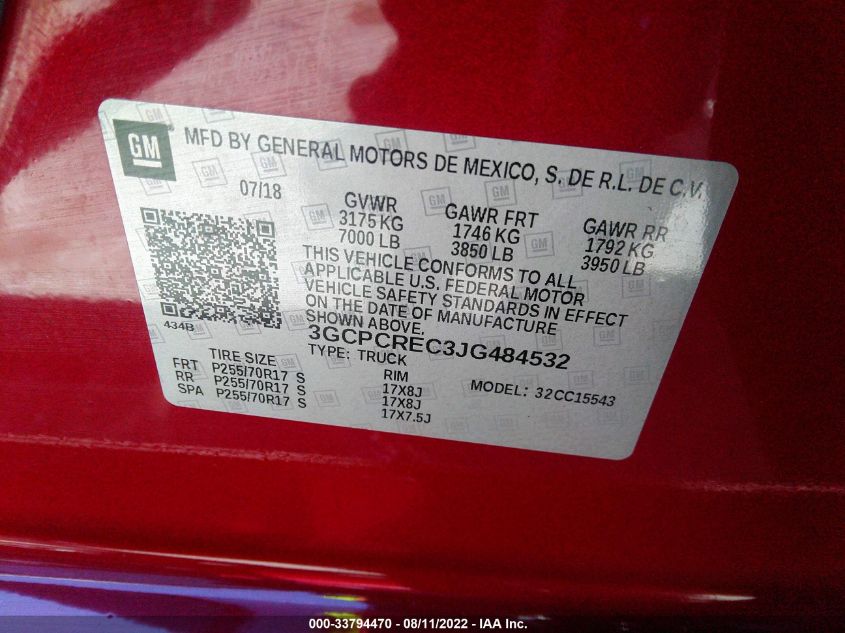 GM
MFD BY GENERAL MOTORS DE MEXICO, S. DE R.L. DE C.V.
07/18
GVWR
3175 KG
7000 LB
GAWR FRT
1746 KG
3850 LB
GAWR RR
1792 KG
3950 LB
THIS VEHICLE CONFORMS TO ALL
APPLICABLE U.S. FEDERAL MOTOR
VEHICLE SAFETY STANDARDS IN EFFECT
ON THE DATE OF MANUFACTURE
SHOWN ABOVE.
434B
3GCPCREC3JG484532
TYPE: TRUCK
MODEL: 32CC15543
TIRE SIZE RIM
FRT P255/70R17 S 17X8J
RR P255/70R17 S 17X8J
SPA P255/70R17 S 17X7.5J
000-33794470 - 08/11/2022 - IAA Inc.